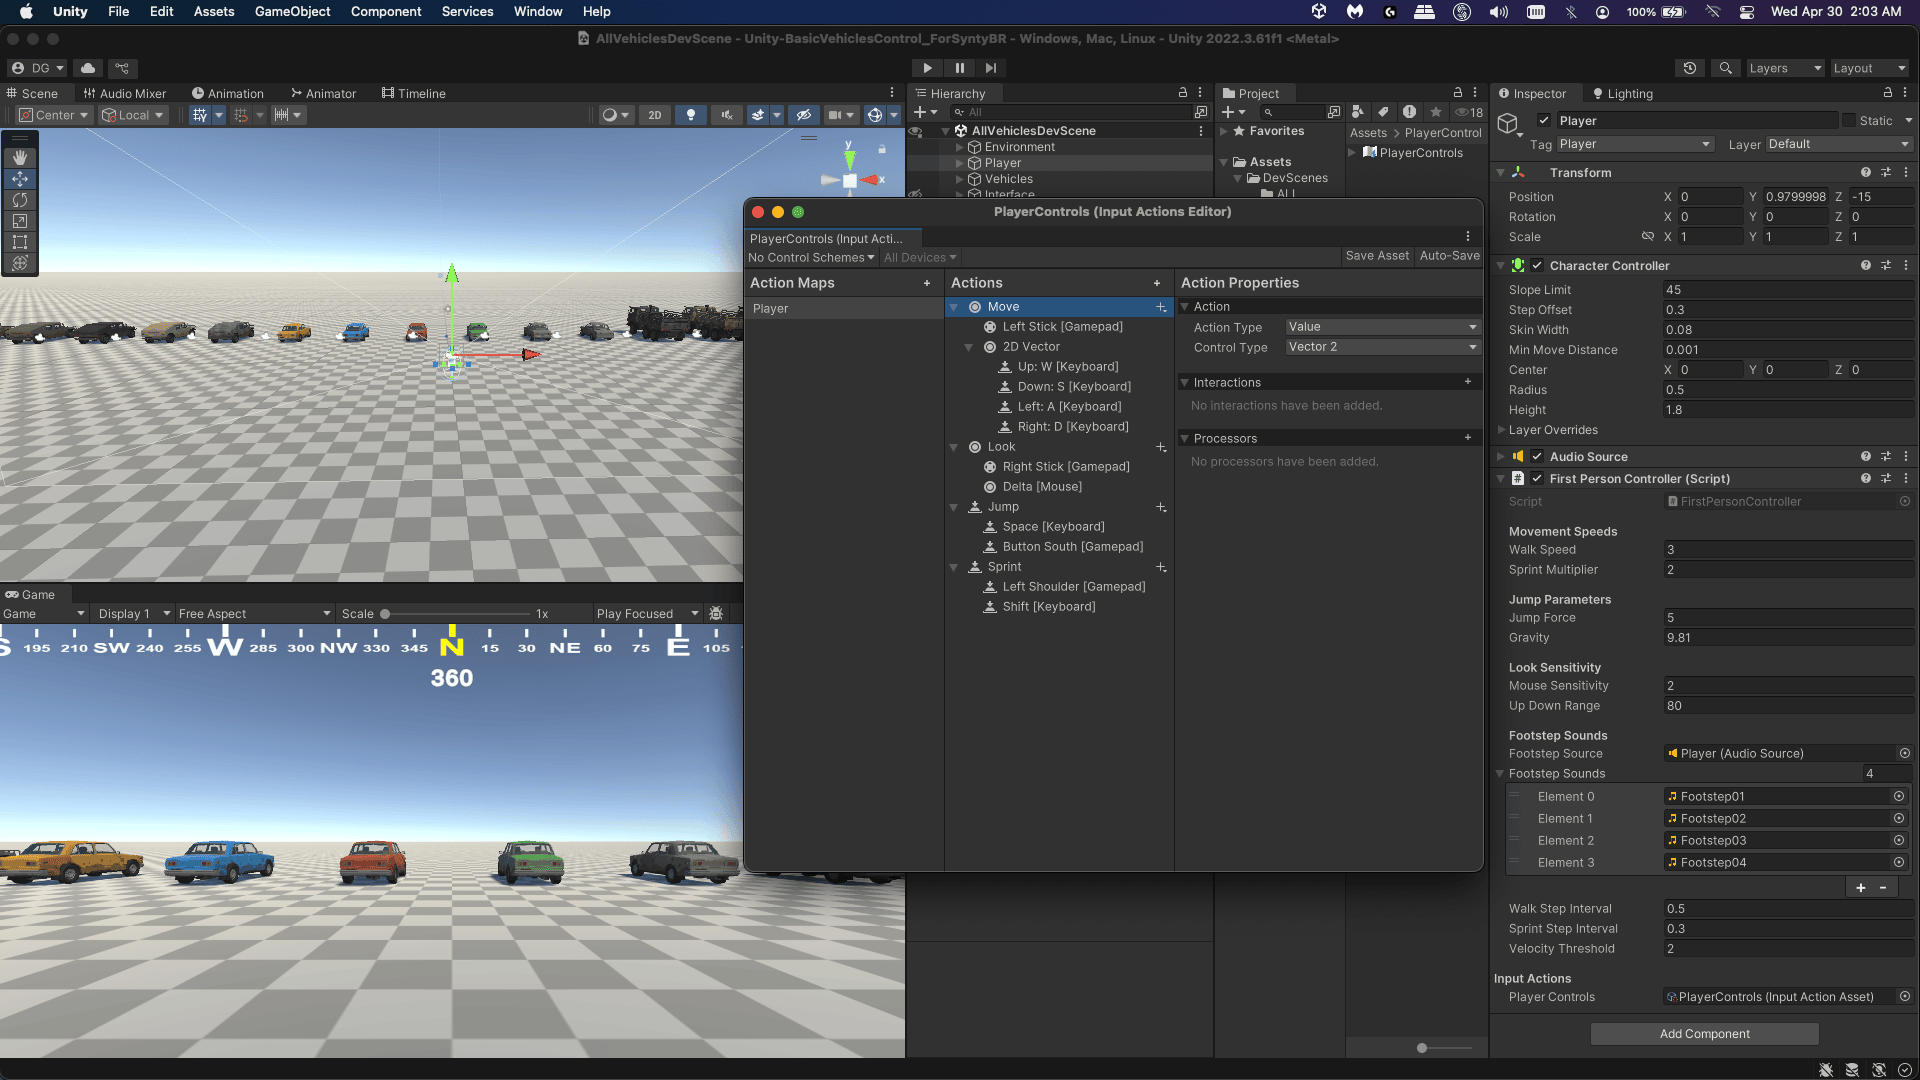 Unity File Edit Assets GameObject Component Services Window Help 100% Wed Apr 30 2:03 AM
AllVehiclesDevScene - Unity-BasicVehiclesControl_ForSyntyBR - Windows, Mac, Linux - Unity 2022.3.61f1 <Metal>
DG Layers Layout
Scene Audio Mixer Animation Animator Timeline
Center Local 2D
y
x
Game
Game Display 1 Free Aspect Scale 1x Play Focused
S 195 210 SW 240 255 W 285 300 NW 330 345 N 15 30 NE 60 75 E 105
360
Hierarchy
All
AllVehiclesDevScene
Environment
Player
Vehicles
Interface
Project
18
Favorites
Assets
DevScenes
ALL
Assets > PlayerControl
PlayerControls
PlayerControls (Input Actions Editor)
PlayerControls (Input Acti...
No Control Schemes All Devices Save Asset Auto-Save
Action Maps +
Player
Actions +
Move
Left Stick [Gamepad]
2D Vector
Up: W [Keyboard]
Down: S [Keyboard]
Left: A [Keyboard]
Right: D [Keyboard]
Look
Right Stick [Gamepad]
Delta [Mouse]
Jump
Space [Keyboard]
Button South [Gamepad]
Sprint
Left Shoulder [Gamepad]
Shift [Keyboard]
Action Properties
Action
Action Type Value
Control Type Vector 2
Interactions +
No interactions have been added.
Processors +
No processors have been added.
Inspector Lighting
Player Static
Tag Player Layer Default
Transform
Position X 0 Y 0.9799998 Z -15
Rotation X 0 Y 0 Z 0
Scale X 1 Y 1 Z 1
Character Controller
Slope Limit 45
Step Offset 0.3
Skin Width 0.08
Min Move Distance 0.001
Center X 0 Y 0 Z 0
Radius 0.5
Height 1.8
Layer Overrides
Audio Source
First Person Controller (Script)
Script FirstPersonController
Movement Speeds
Walk Speed 3
Sprint Multiplier 2
Jump Parameters
Jump Force 5
Gravity 9.81
Look Sensitivity
Mouse Sensitivity 2
Up Down Range 80
Footstep Sounds
Footstep Source Player (Audio Source)
Footstep Sounds 4
Element 0 Footstep01
Element 1 Footstep02
Element 2 Footstep03
Element 3 Footstep04
+ -
Walk Step Interval 0.5
Sprint Step Interval 0.3
Velocity Threshold 2
Input Actions
Player Controls PlayerControls (Input Action Asset)
Add Component